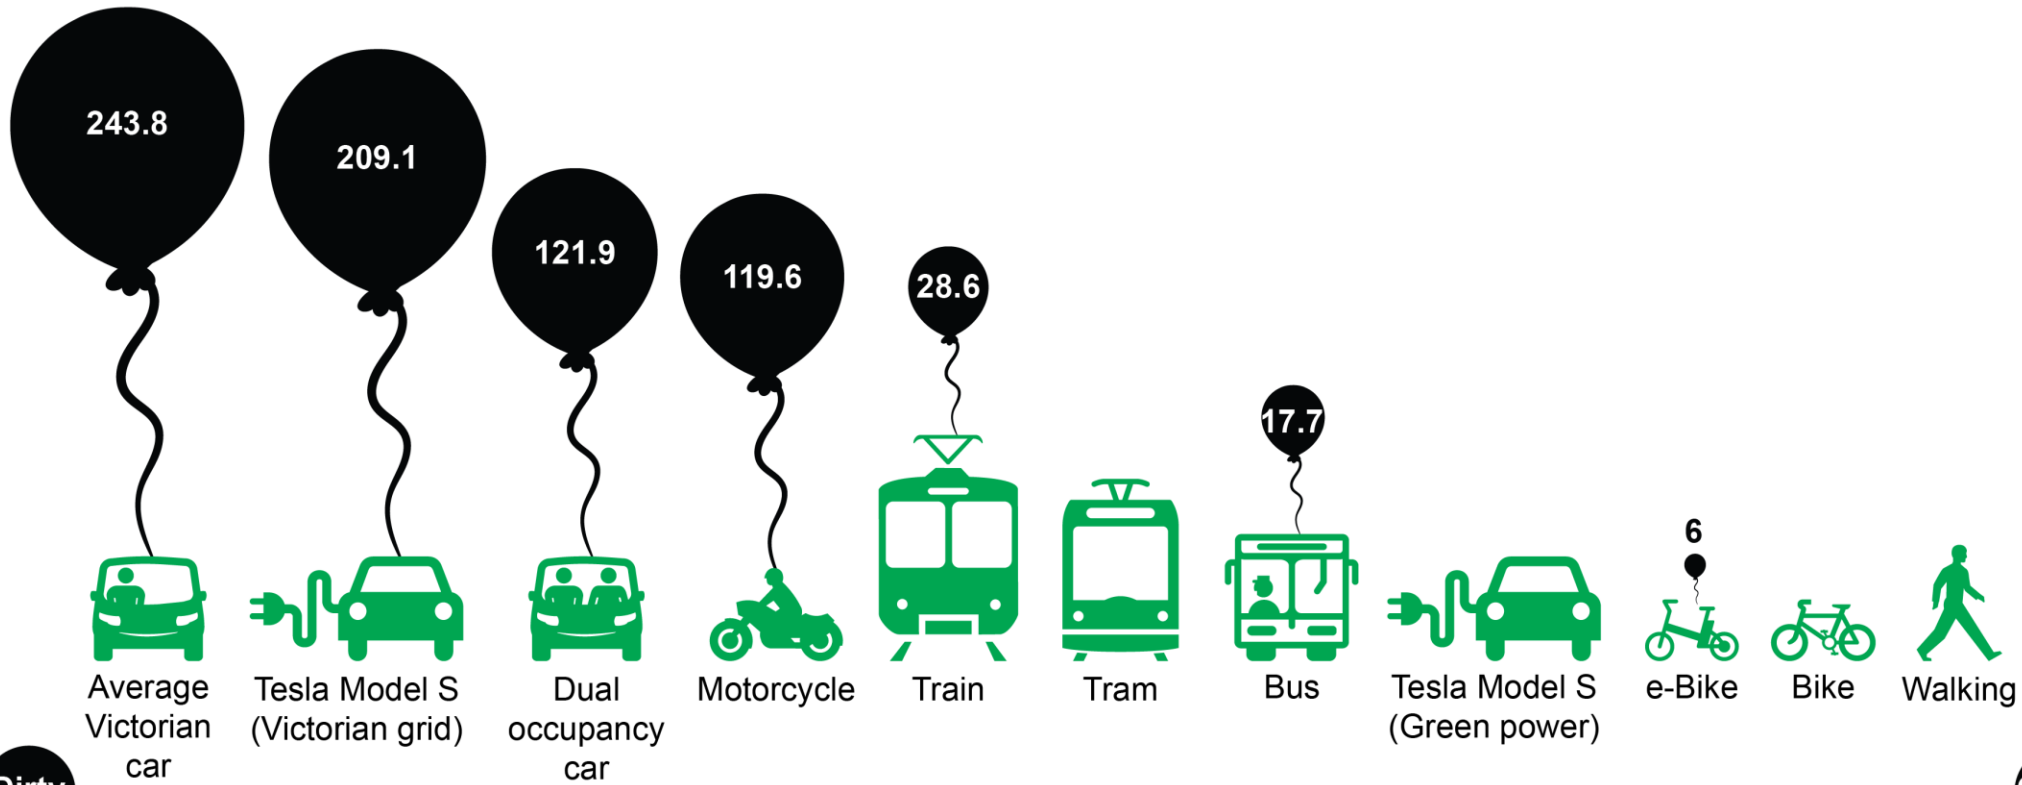 243.8
209.1
121.9
119.6
28.6
17.7
6
Average
Victorian
car
Tesla Model S
(Victorian grid)
Dual
occupancy
car
Motorcycle
Train
Tram
Bus
Tesla Model S
(Green power)
e-Bike
Bike
Walking